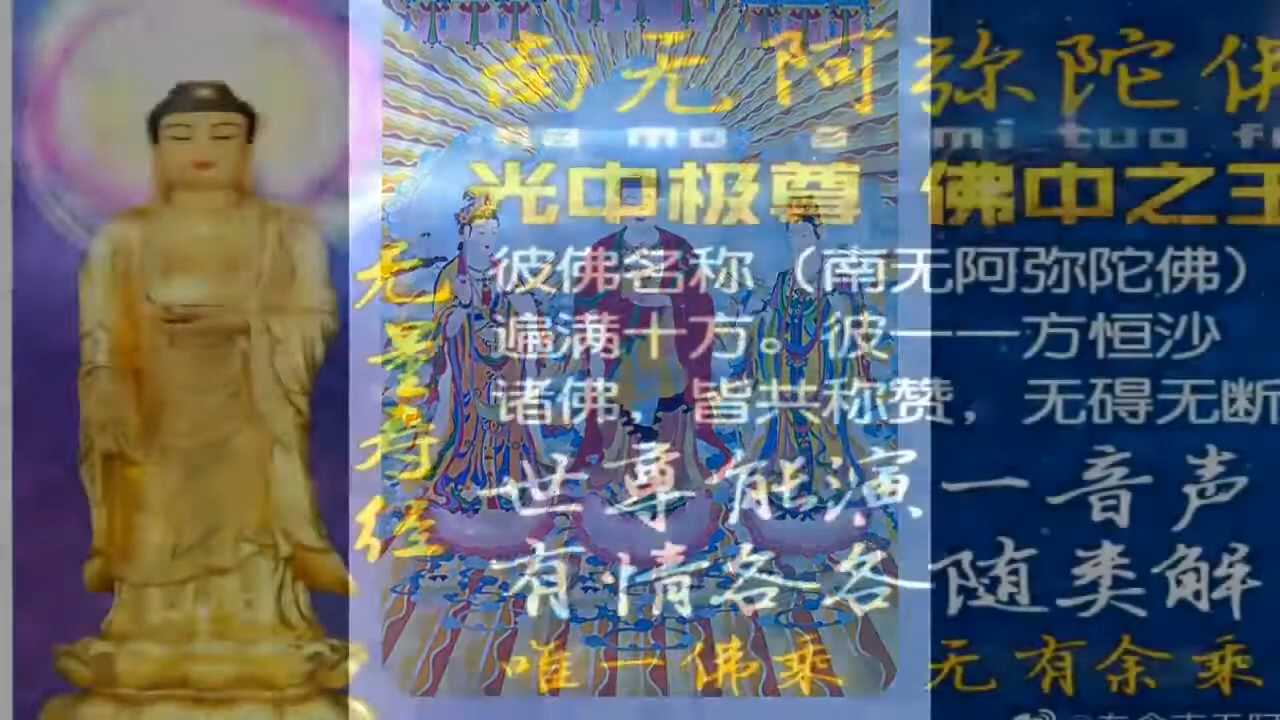 南无阿弥陀佛
na mo a mi tuo fo
光中极尊 佛中之王
无量寿经
彼佛名称（南无阿弥陀佛）
遍满十方。彼一一方恒沙
诸佛，皆共称赞，无碍无断
世尊能演一音声
有情各各随类解
唯一佛乘 无有余乘